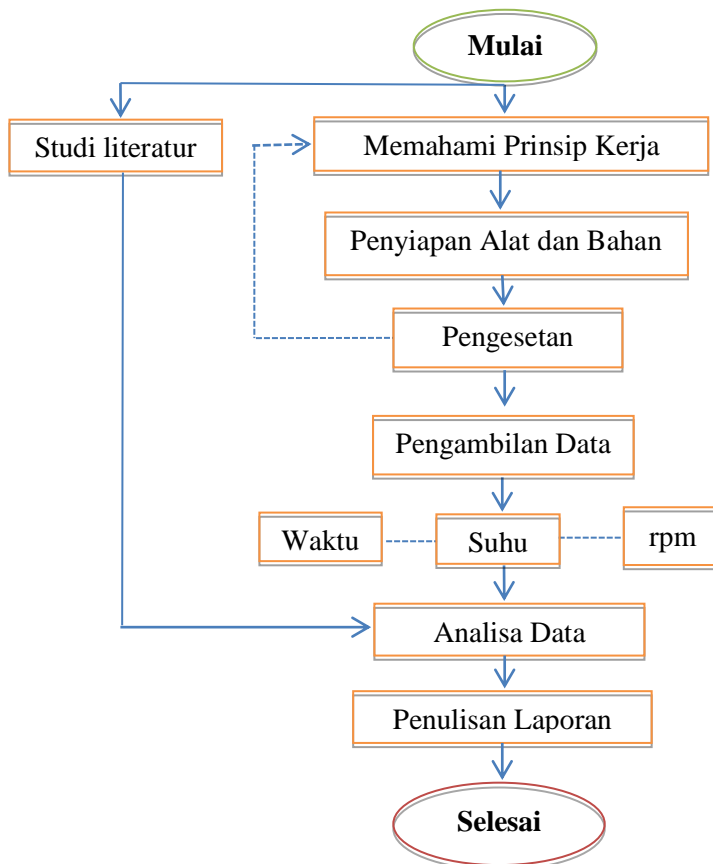 Mulai
Studi literatur
Memahami Prinsip Kerja
Penyiapan Alat dan Bahan
Pengesetan
Pengambilan Data
Waktu
Suhu
rpm
Analisa Data
Penulisan Laporan
Selesai